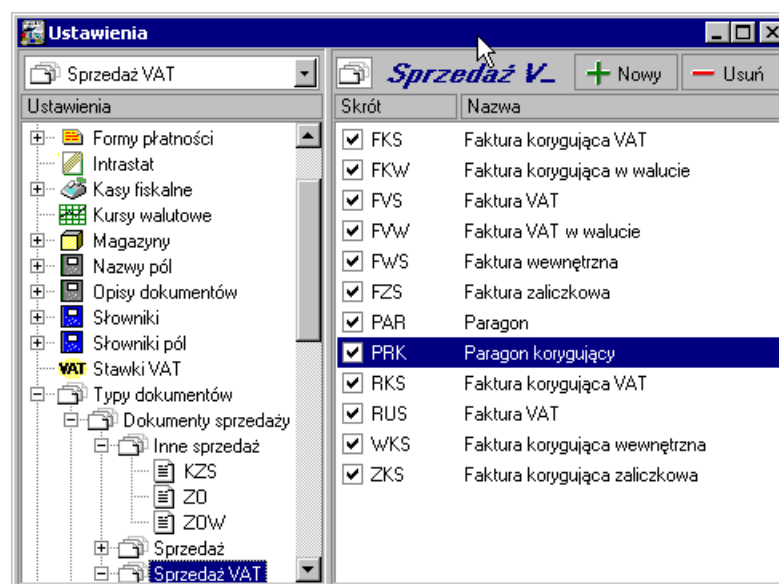 Ustawienia
Sprzedaż VAT
Sprzedaż V_
Nowy
Usuń
Ustawienia
Formy płatności
Intrastat
Kasy fiskalne
Kursy walutowe
Magazyny
Nazwy pól
Opisy dokumentów
Słowniki
Słowniki pól
VAT Stawki VAT
Typy dokumentów
Dokumenty sprzedaży
Inne sprzedaż
KZS
ZO
ZOW
Sprzedaż
Sprzedaż VAT
Skrót Nazwa
FKS Faktura korygująca VAT
FKW Faktura korygująca w walucie
FVS Faktura VAT
FVW Faktura VAT w walucie
FWS Faktura wewnętrzna
FZS Faktura zaliczkowa
PAR Paragon
PRK Paragon korygujący
RKS Faktura korygująca VAT
RUS Faktura VAT
WKS Faktura korygująca wewnętrzna
ZKS Faktura korygująca zaliczkowa